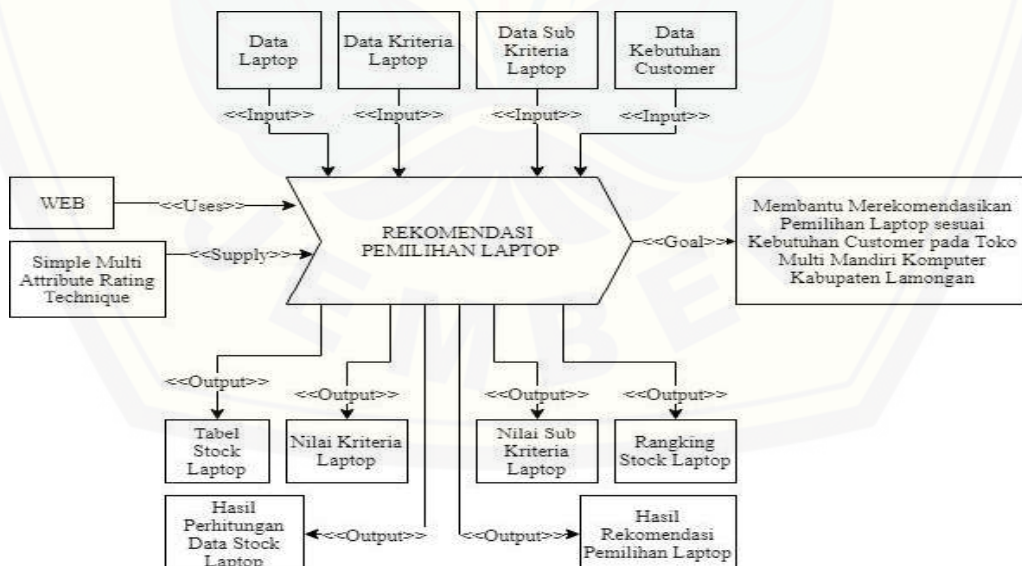 Data
Laptop
Data Kriteria
Laptop
Data Sub
Kriteria
Laptop
Data
Kebutuhan
Customer
<<Input>>
<<Input>>
<<Input>>
<<Input>>
WEB
<<Uses>>
Simple Multi
Attribute Rating
Technique
<<Supply>>
REKOMENDASI
PEMILIHAN LAPTOP
<<Goal>>
Membantu Merekomendasikan
Pemilihan Laptop sesuai
Kebutuhan Customer pada Toko
Multi Mandiri Komputer
Kabupaten Lamongan
<<Output>>
<<Output>>
<<Output>>
<<Output>>
Tabel
Stock
Laptop
Nilai Kriteria
Laptop
Nilai Sub
Kriteria
Laptop
Rangking
Stock Laptop
Hasil
Perhitungan
Data Stock
Laptop
<<Output>>
<<Output>>
Hasil
Rekomendasi
Pemilihan Laptop
EMBE